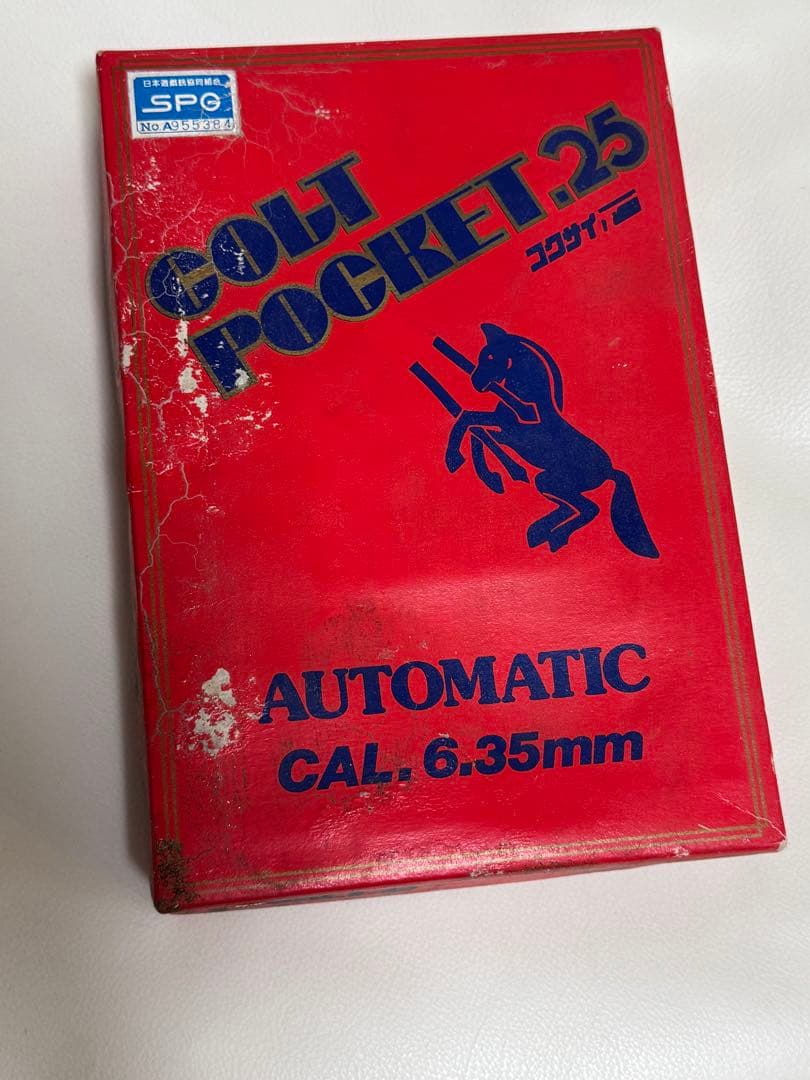 日本遊戯銃協同組合
SPG
No.A955384
COLT
POCKET.25
コクサイ
AUTOMATIC
CAL. 6.35mm